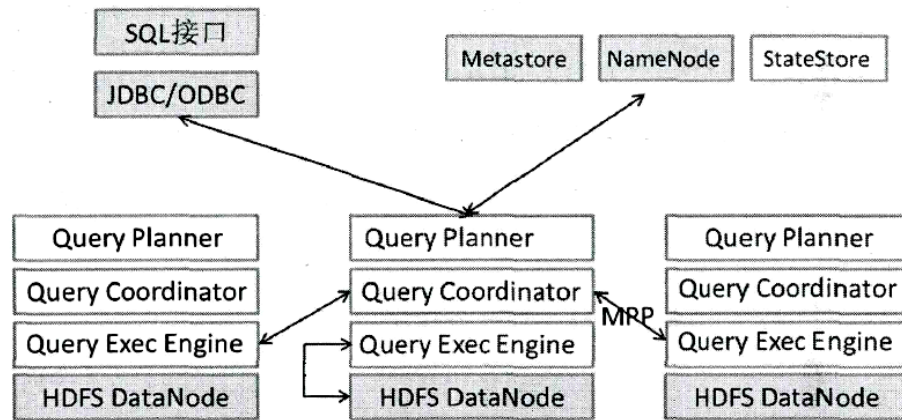 SQL接口
JDBC/ODBC
Metastore
NameNode
StateStore
Query Planner
Query Coordinator
Query Exec Engine
HDFS DataNode
Query Planner
Query Coordinator
Query Exec Engine
HDFS DataNode
MPP
Query Planner
Query Coordinator
Query Exec Engine
HDFS DataNode